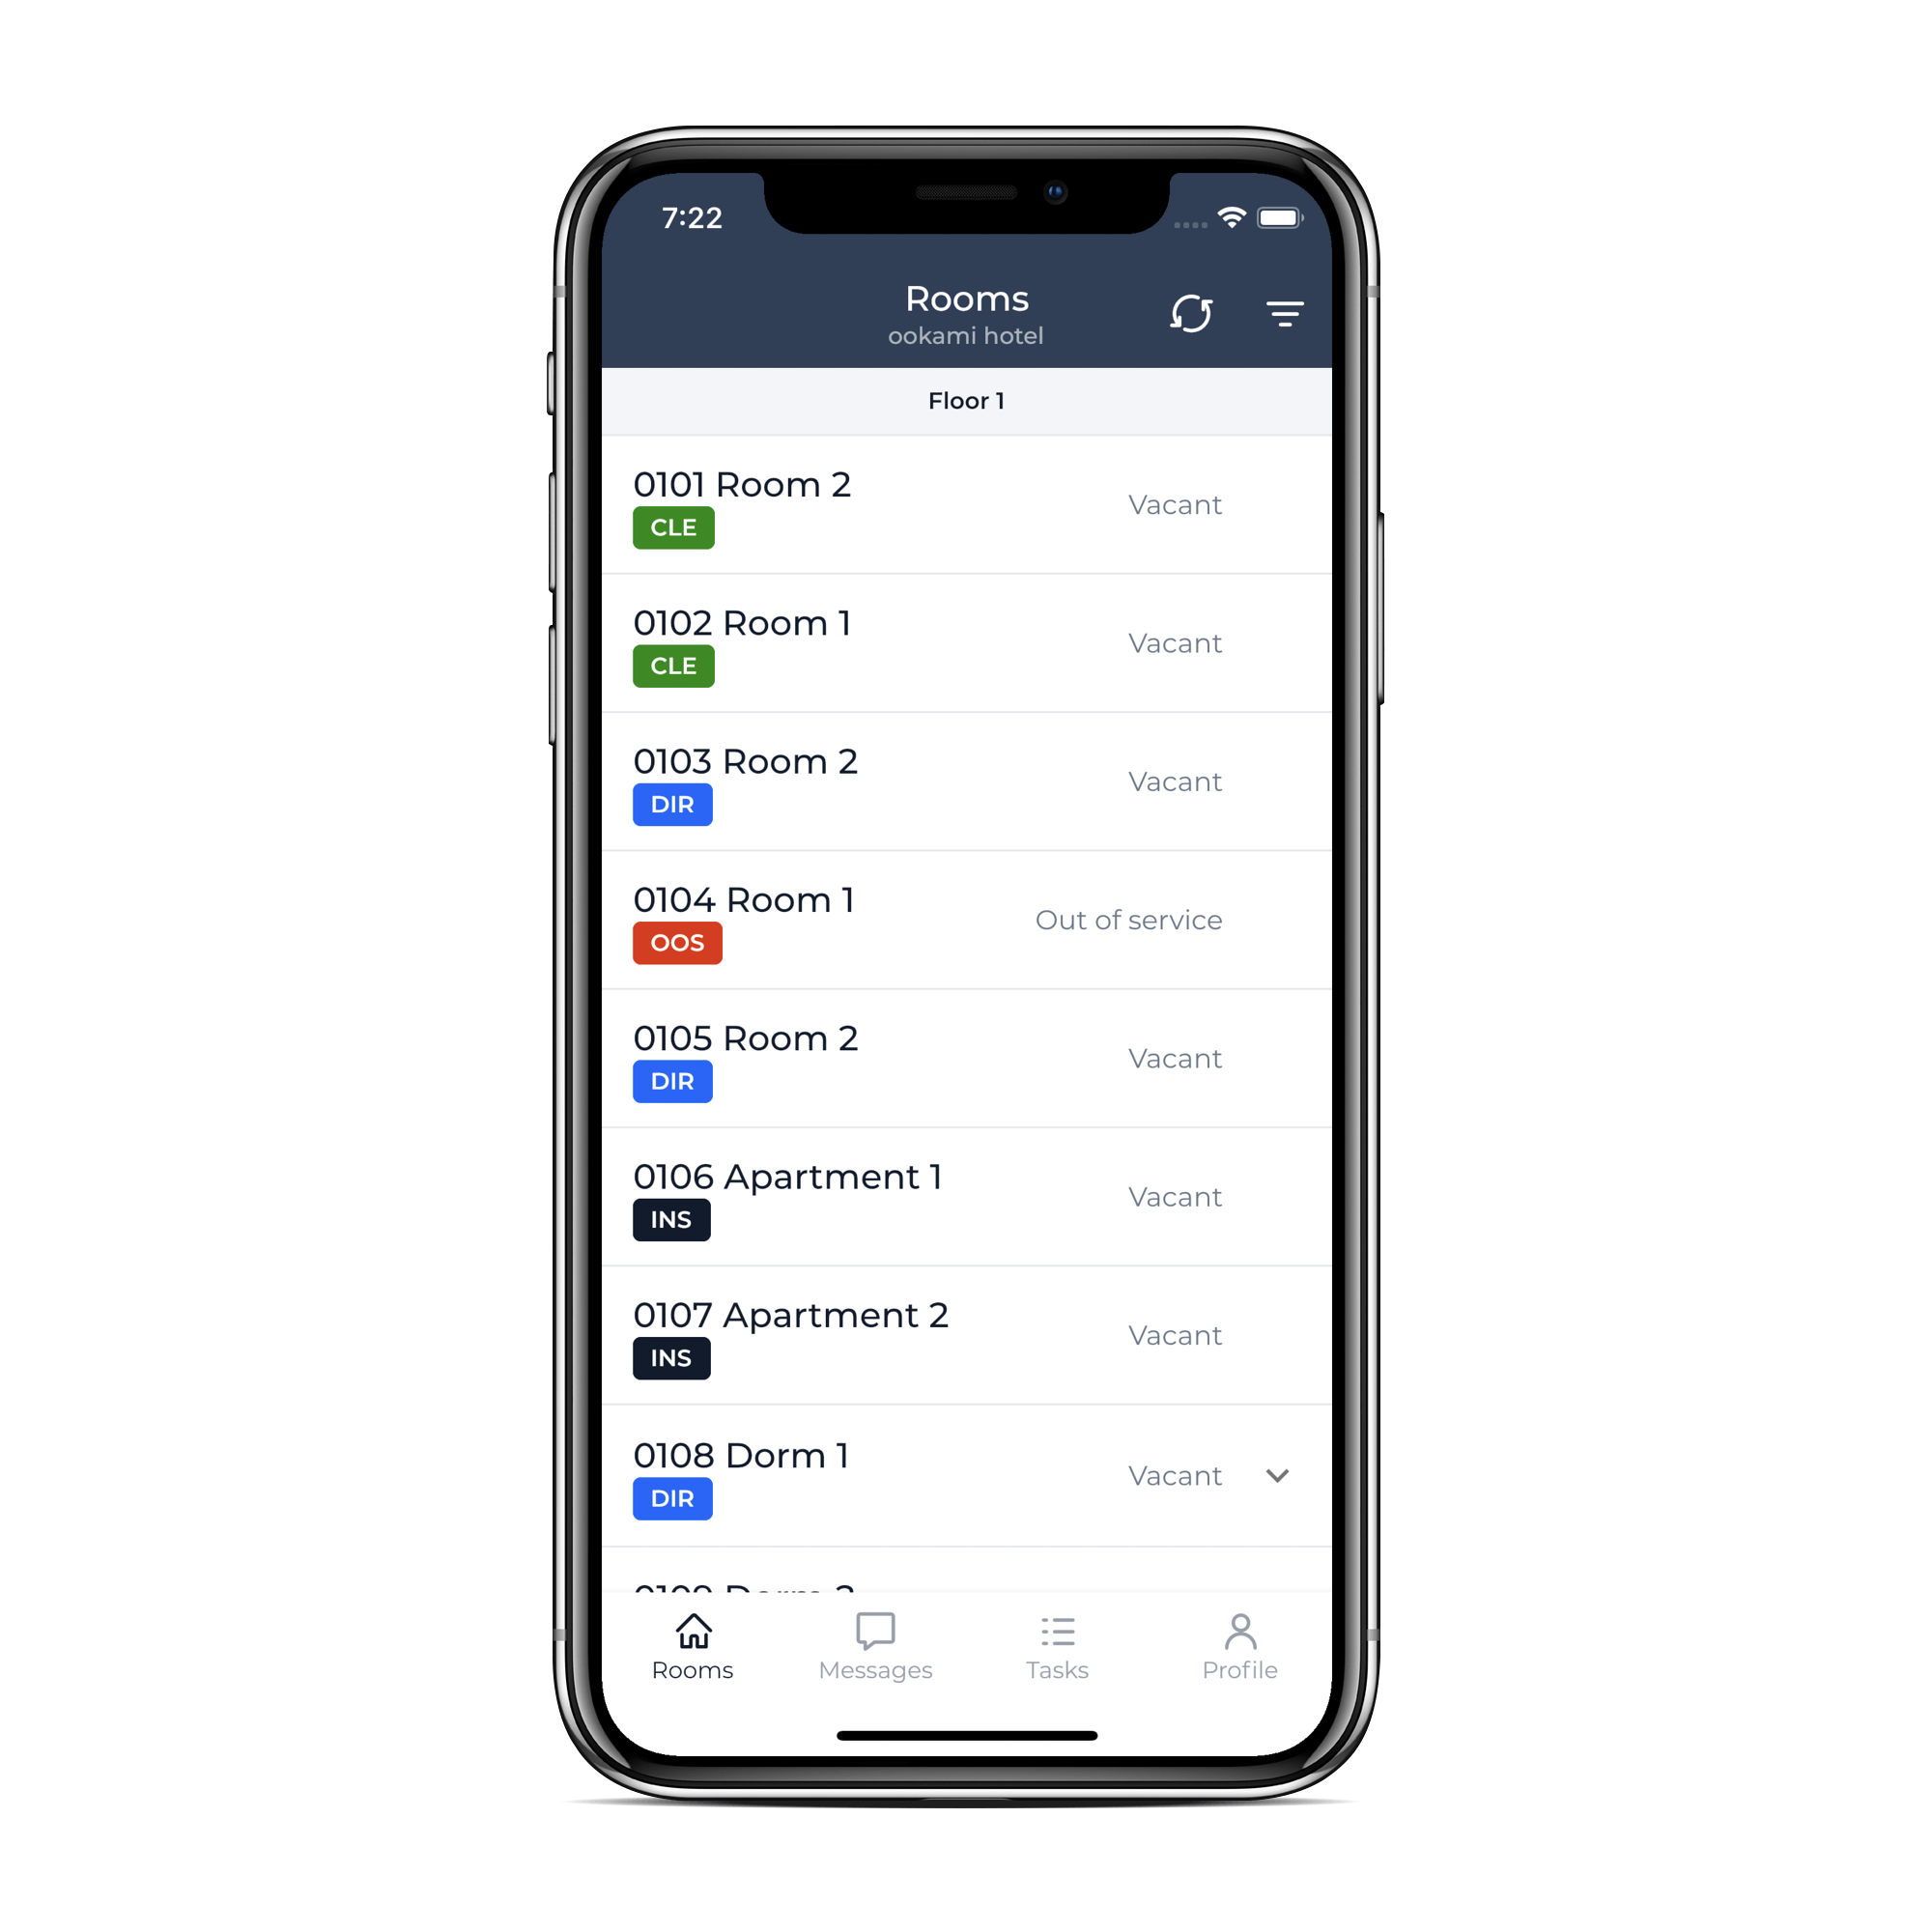 7:22
Rooms
ookami hotel
Floor 1
0101 Room 2
CLE
Vacant
0102 Room 1
CLE
Vacant
0103 Room 2
DIR
Vacant
0104 Room 1
OOS
Out of service
0105 Room 2
DIR
Vacant
0106 Apartment 1
INS
Vacant
0107 Apartment 2
INS
Vacant
0108 Dorm 1
DIR
Vacant
Rooms
Messages
Tasks
Profile